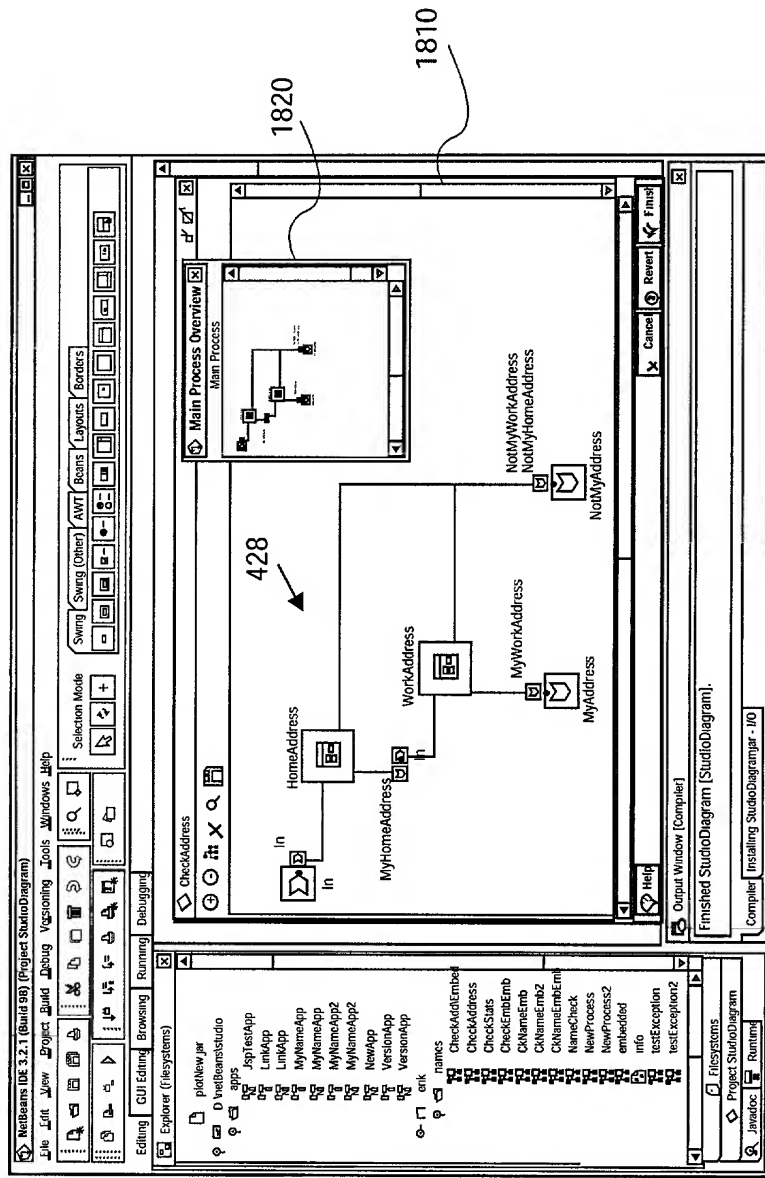 NetBeans IDE 3.2.1 (Build 98) (Project StudioDiagram)
File Edit View Project Build Debug Versioning Tools Windows Help
Selection Mode
Swing Swing (Other) AWT Beans Layouts Borders
Editing GUI Editing Browsing Running Debugging
Explorer (Filesystems)
plotNew.jar
D:\netBeans\studio
apps
JspTestApp
LinkApp
LinkApp
MyNameApp
MyNameApp
MyNameApp2
MyNameApp2
NewApp
VersionApp
VersionApp
erik
names
CheckAdd\Embed
CheckAddress
CheckStats
CheckEmbEmb
CkNameEmb
CkNameEmb2
CkNameEmbEmb
NameCheck
NewProcess
NewProcess2
embedded
info
testException
testException2
Filesystems
Project StudioDiagram
Javadoc Runtime
CheckAddress
In
In
HomeAddress
428
MyHomeAddress
In
WorkAddress
MyWorkAddress
MyAddress
NotMyWorkAddress
NotMyHomeAddress
NotMyAddress
Main Process Overview
Main Process
1820
1810
Help
Cancel Revert Finish
Output Window [Compiler]
Finished StudioDiagram [StudioDiagram].
Compiler Installing StudioDiagramjar - I/O